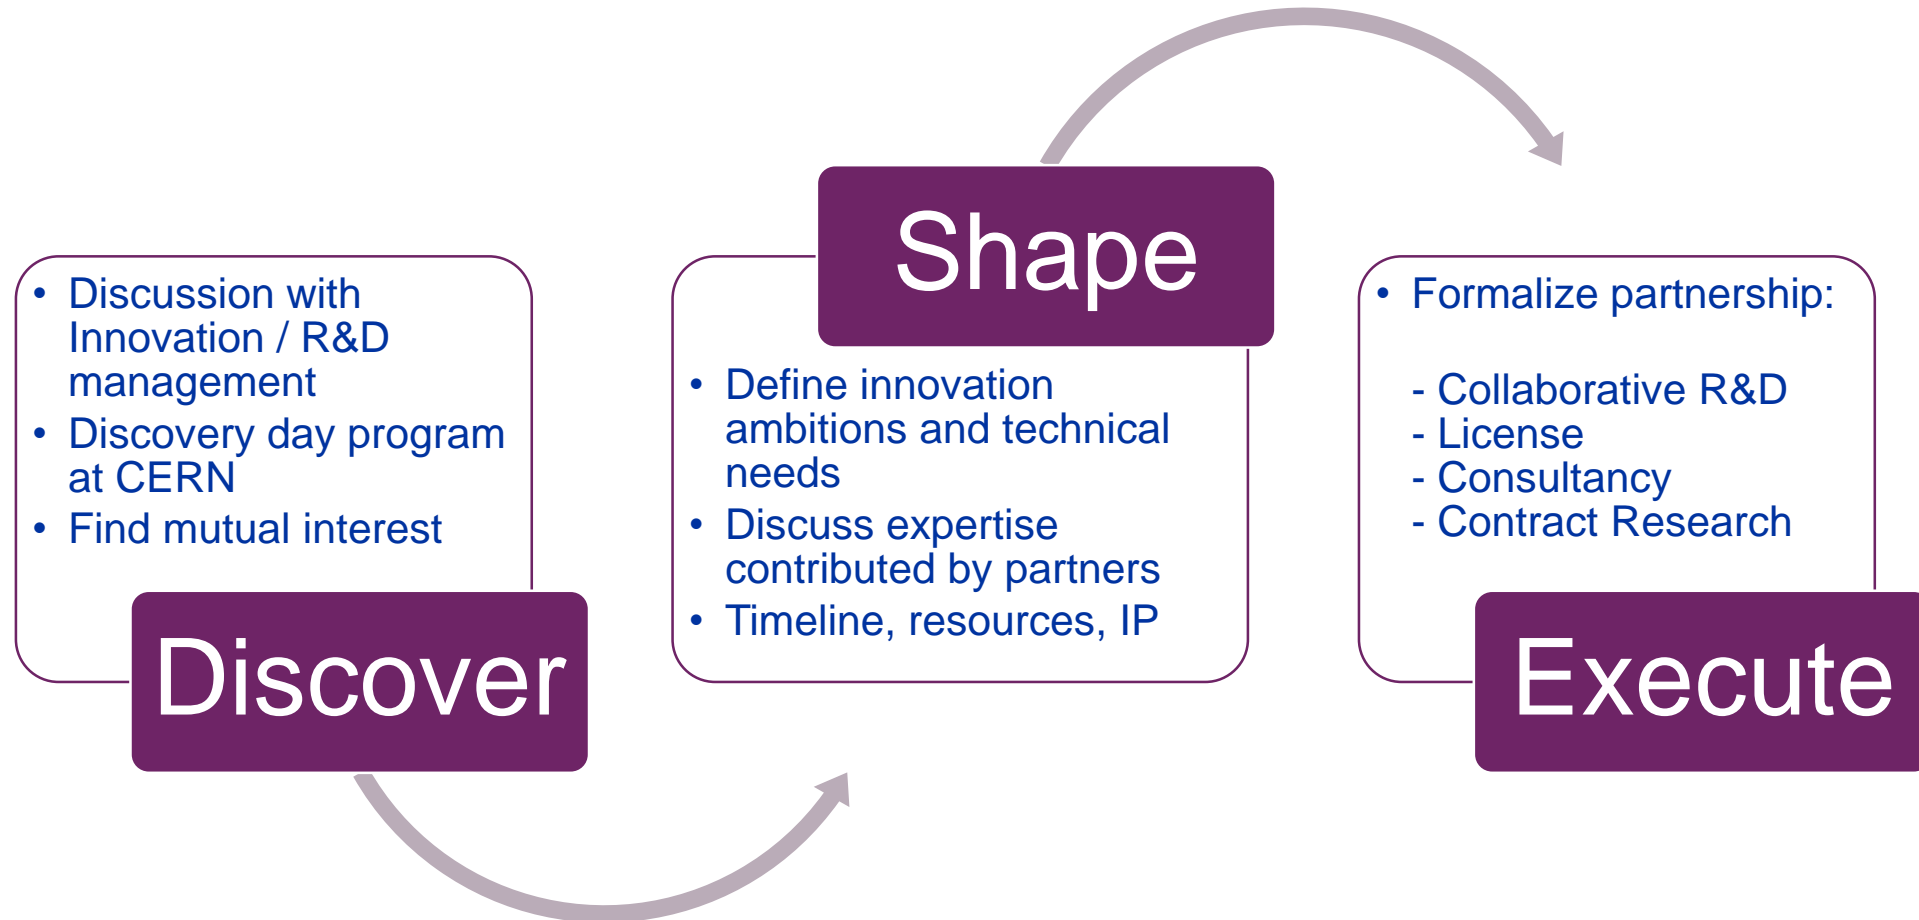 • Discussion with
Innovation / R&D
management
• Discovery day program
at CERN
• Find mutual interest
Discover
Shape
• Define innovation
ambitions and technical
needs
• Discuss expertise
contributed by partners
• Timeline, resources, IP
• Formalize partnership:
- Collaborative R&D
- License
- Consultancy
- Contract Research
Execute